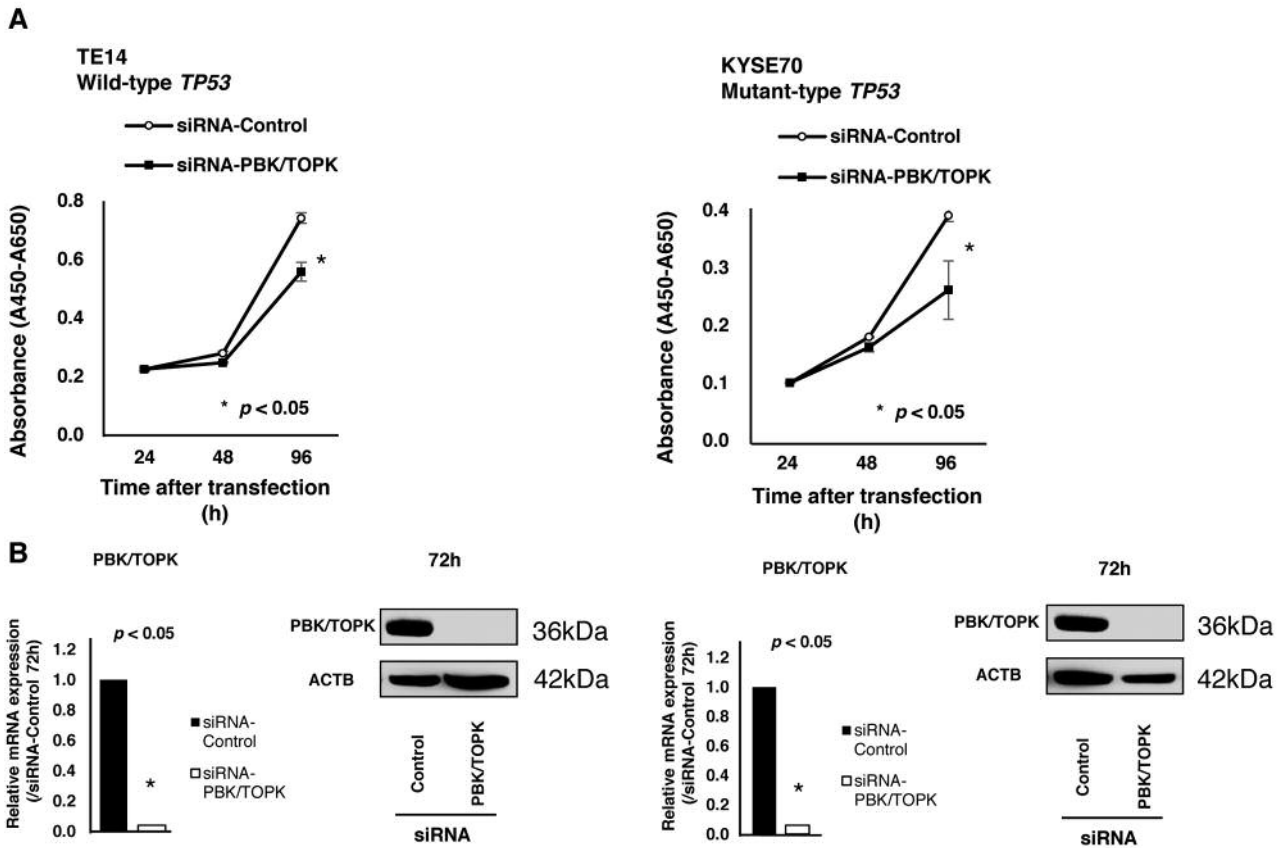 A
TE14
Wild-type TP53
siRNA-Control
siRNA-PBK/TOPK
Absorbance (A450-A650)
0.8
0.6
0.4
0.2
0.0
*
* p < 0.05
24 48 96
Time after transfection
(h)
KYSE70
Mutant-type TP53
siRNA-Control
siRNA-PBK/TOPK
Absorbance (A450-A650)
0.4
0.3
0.2
0.1
0.0
*
* p < 0.05
24 48 96
Time after transfection
(h)
B
PBK/TOPK
Relative mRNA expression
(/siRNA-Control 72h)
1.2
1.0
0.8
0.6
0.4
0.2
0.0
p < 0.05
*
siRNA-
Control
siRNA-
PBK/TOPK
72h
PBK/TOPK 36kDa
ACTB 42kDa
Control PBK/TOPK
siRNA
PBK/TOPK
Relative mRNA expression
(/siRNA-Control 72h)
1.2
1.0
0.8
0.6
0.4
0.2
0.0
p < 0.05
*
siRNA-
Control
siRNA-
PBK/TOPK
72h
PBK/TOPK 36kDa
ACTB 42kDa
Control PBK/TOPK
siRNA